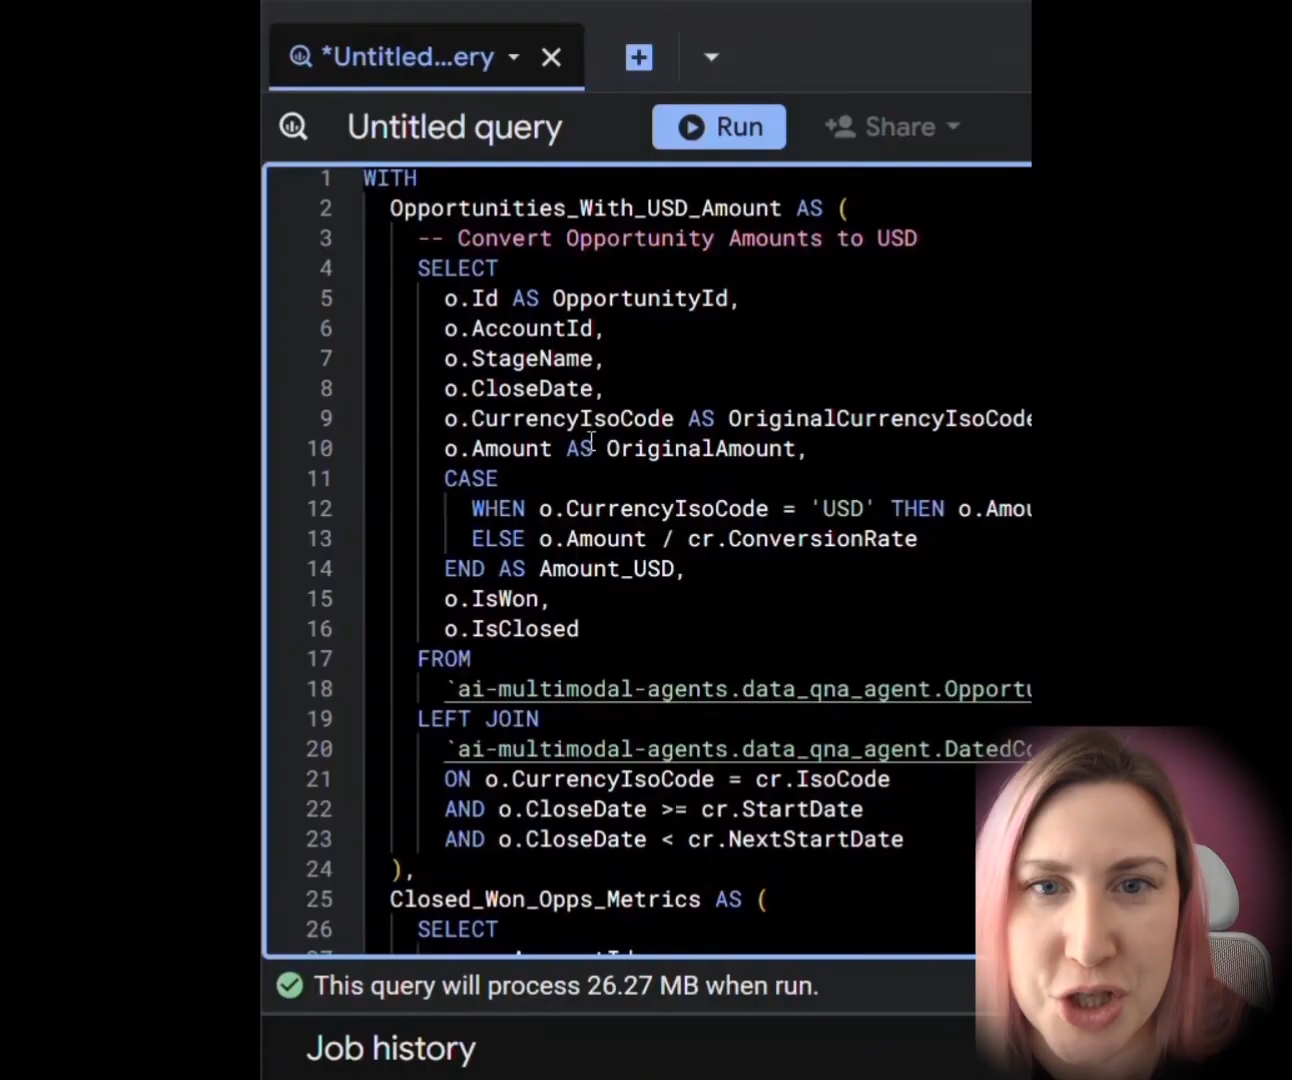 *Untitled...ery
Untitled query
Run
Share
1 WITH
2 Opportunities_With_USD_Amount AS (
3 -- Convert Opportunity Amounts to USD
4 SELECT
5 o.Id AS OpportunityId,
6 o.AccountId,
7 o.StageName,
8 o.CloseDate,
9 o.CurrencyIsoCode AS OriginalCurrencyIsoCode
10 o.Amount AS OriginalAmount,
11 CASE
12 WHEN o.CurrencyIsoCode = 'USD' THEN o.Amou
13 ELSE o.Amount / cr.ConversionRate
14 END AS Amount_USD,
15 o.IsWon,
16 o.IsClosed
17 FROM
18 `ai-multimodal-agents.data_qna_agent.Opportu
19 LEFT JOIN
20 `ai-multimodal-agents.data_qna_agent.DatedCo
21 ON o.CurrencyIsoCode = cr.IsoCode
22 AND o.CloseDate >= cr.StartDate
23 AND o.CloseDate < cr.NextStartDate
24 ),
25 Closed_Won_Opps_Metrics AS (
26 SELECT
This query will process 26.27 MB when run.
Job history